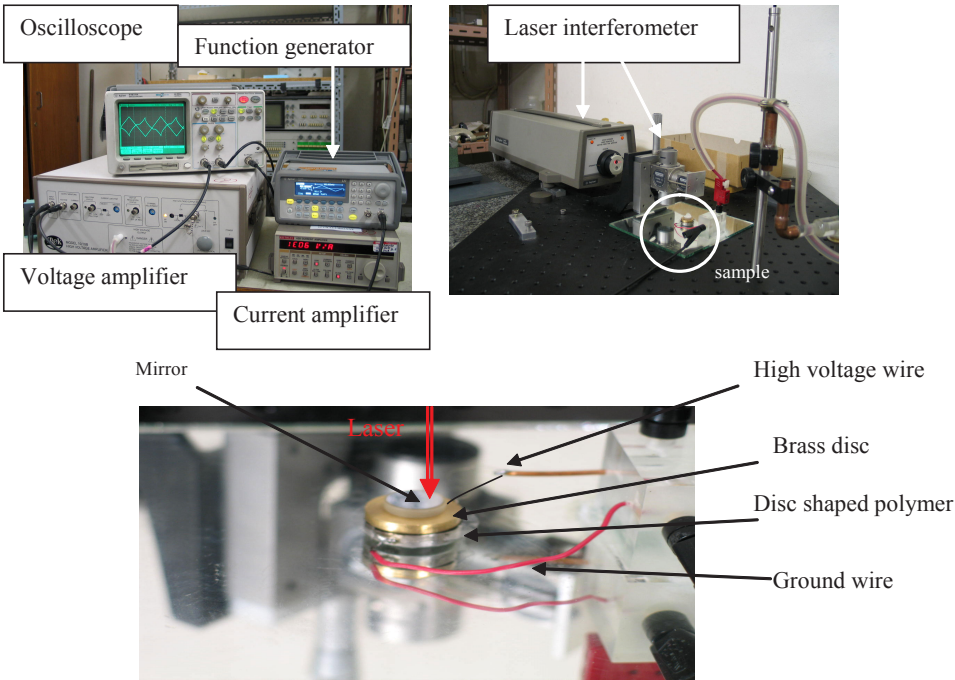 Oscilloscope
Function generator
Voltage amplifier
Current amplifier
Laser interferometer
sample
Mirror
High voltage wire
Laser
Brass disc
Disc shaped polymer
Ground wire